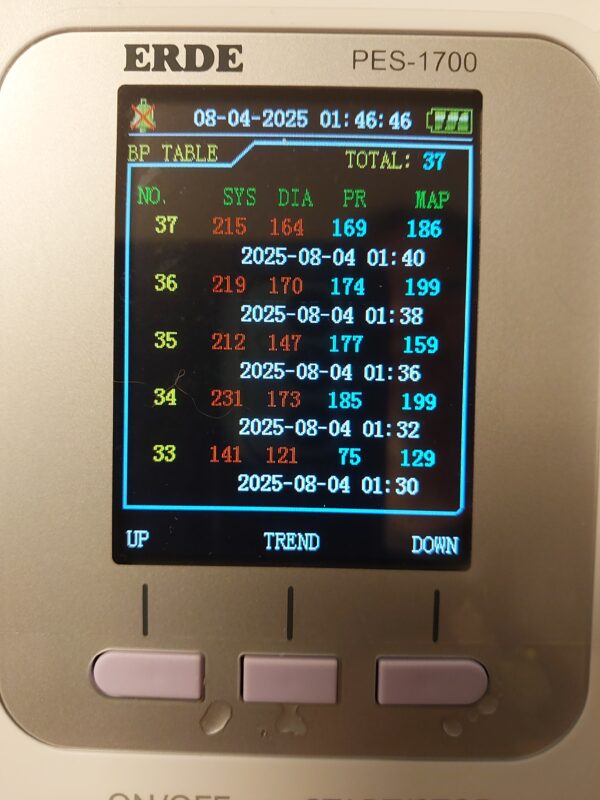 ERDE PES-1700
08-04-2025 01:46:46
BP TABLE TOTAL: 37
NO. SYS DIA PR MAP
37 215 164 169 186
2025-08-04 01:40
36 219 170 174 199
2025-08-04 01:38
35 212 147 177 159
2025-08-04 01:36
34 231 173 185 199
2025-08-04 01:32
33 141 121 75 129
2025-08-04 01:30
UP TREND DOWN
ON/OFF